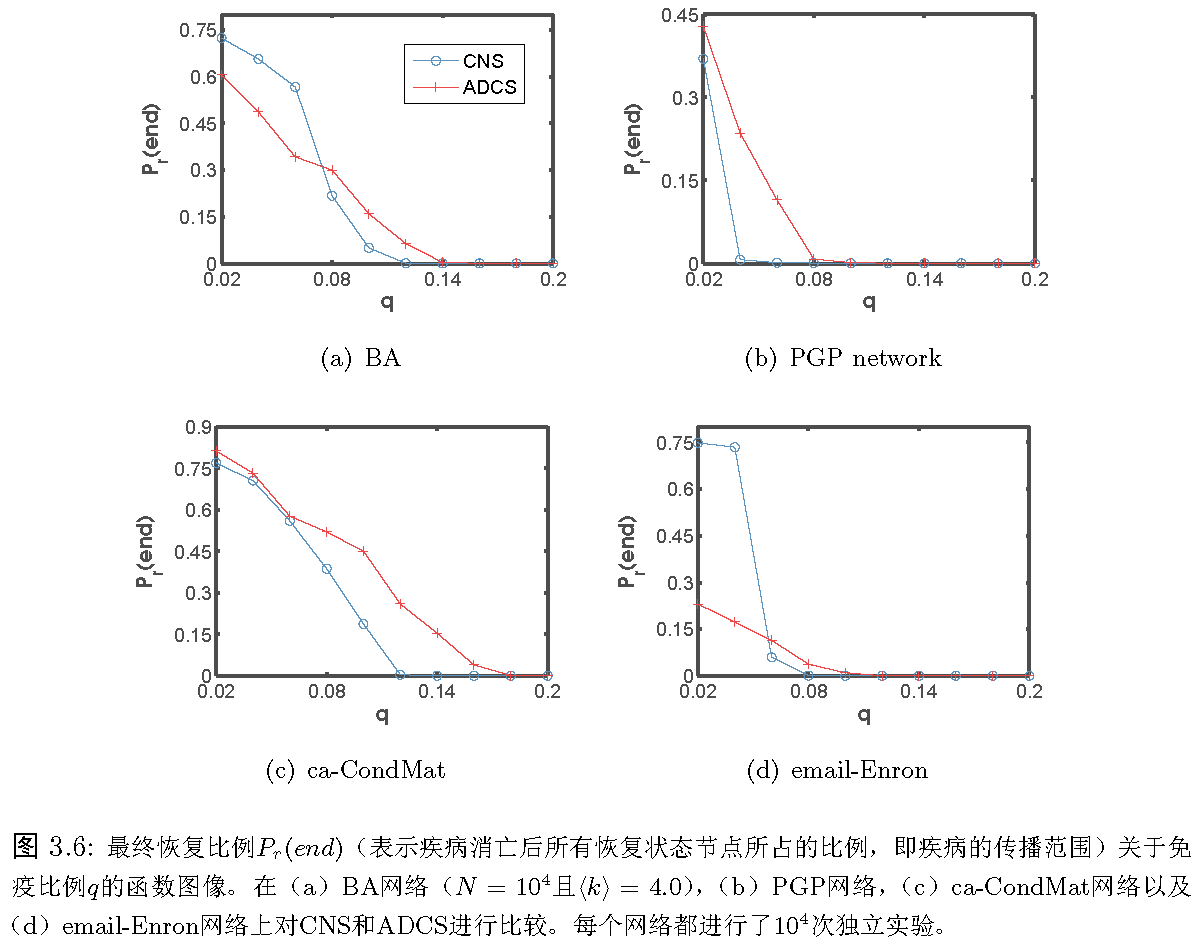 0.75
0.6
0.45
0.3
0.15
0
0.02
0.08
0.14
0.2
P_r(end)
q
CNS
ADCS
(a) BA
0.45
0.3
0.15
0
0.02
0.08
0.14
0.2
P_r(end)
q
(b) PGP network
0.9
0.75
0.6
0.45
0.3
0.15
0
0.02
0.08
0.14
0.2
P_r(end)
q
(c) ca-CondMat
0.75
0.6
0.45
0.3
0.15
0
0.02
0.08
0.14
0.2
P_r(end)
q
(d) email-Enron
图 3.6: 最终恢复比例P_r(end)（表示疾病消亡后所有恢复状态节点所占的比例，即疾病的传播范围）关于免
疫比例q的函数图像。在（a）BA网络（N = 10⁴且⟨k⟩ = 4.0），（b）PGP网络，（c）ca-CondMat网络以及
（d）email-Enron网络上对CNS和ADCS进行比较。每个网络都进行了10⁴次独立实验。